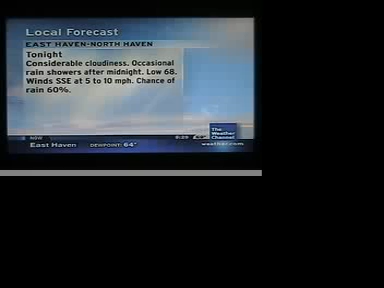 Local Forecast
EAST HAVEN-NORTH HAVEN
Tonight
Considerable cloudiness. Occasional
rain showers after midnight. Low 68.
Winds SSE at 5 to 10 mph. Chance of
rain 60%.
The
Weather
Channel
NOW
East Haven DEWPOINT: 64°
weather.com